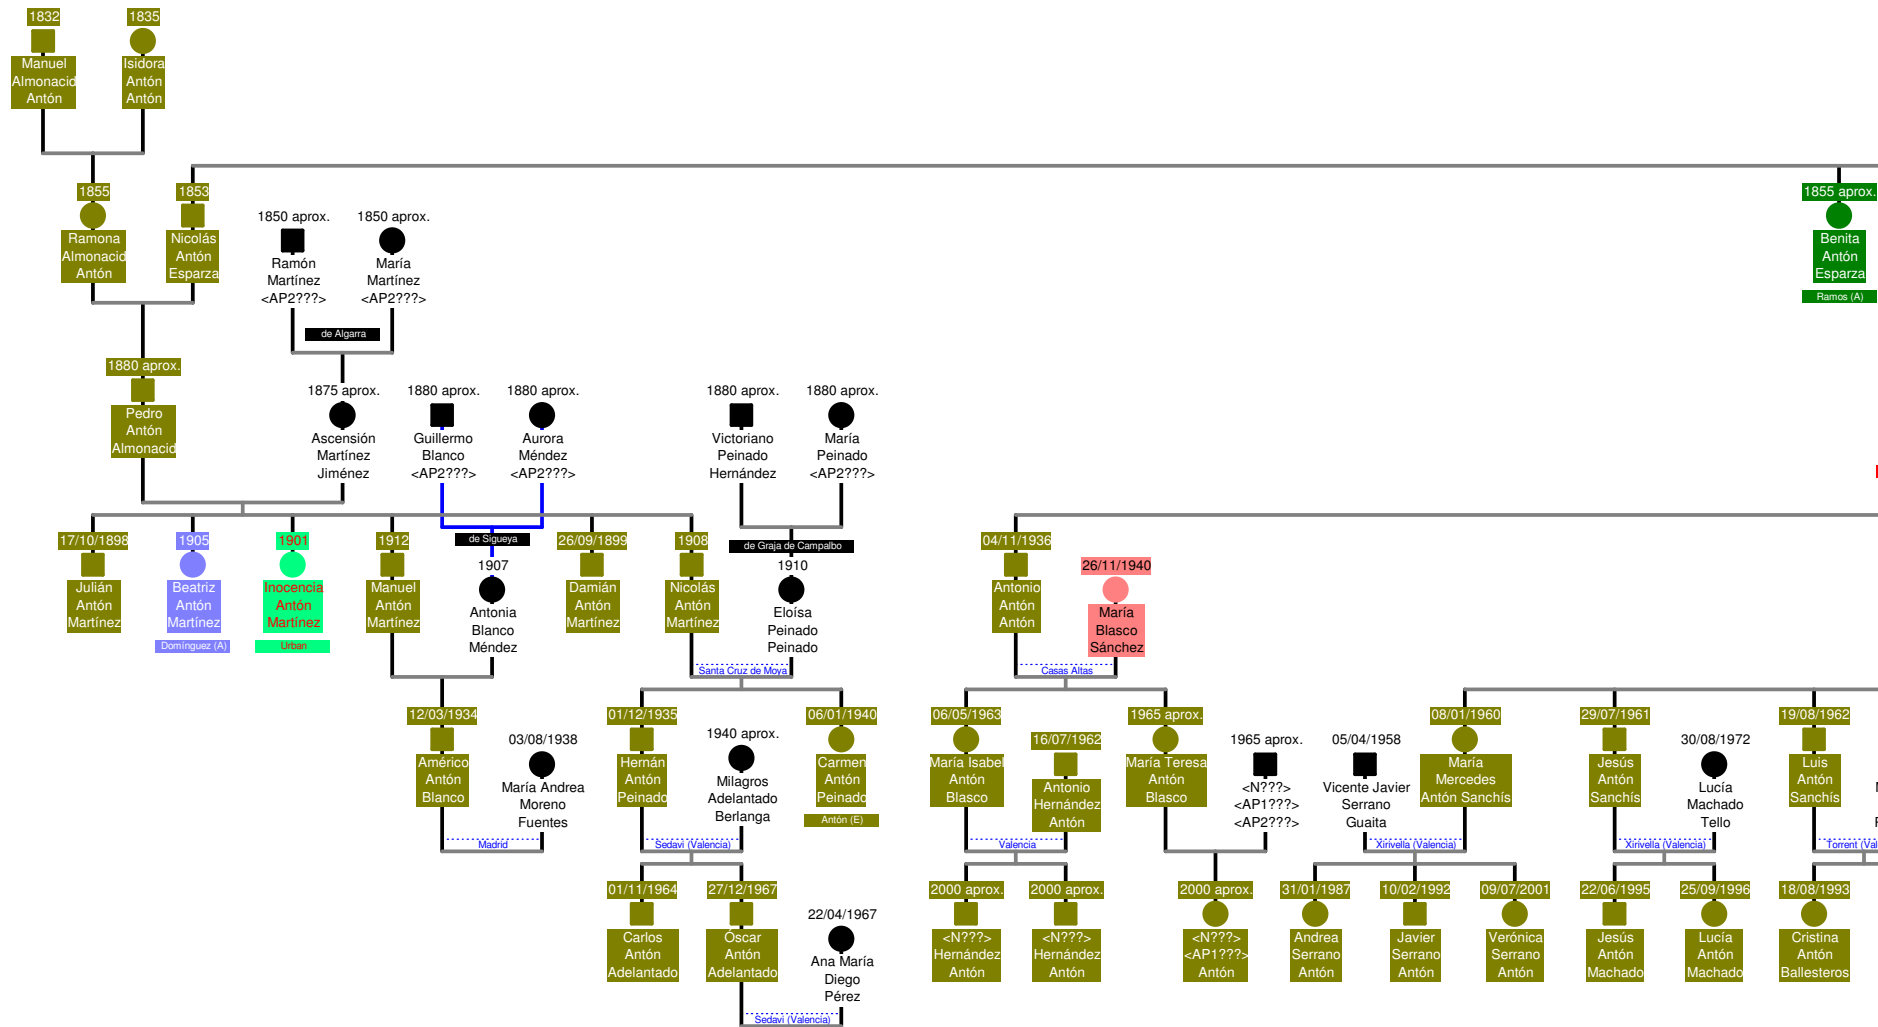 1832
Manuel
Almonacid
Antón
1835
Isidora
Antón
Antón
1855
Ramona
Almonacid
Antón
1853
Nicolás
Antón
Esparza
1850 aprox.
Ramón
Martínez
<AP2???>
1850 aprox.
María
Martínez
<AP2???>
de Algarra
1855 aprox.
Benita
Antón
Esparza
Ramos (A)
1880 aprox.
Pedro
Antón
Almonacid
1875 aprox.
Ascensión
Martínez
Jiménez
1880 aprox.
Guillermo
Blanco
<AP2???>
1880 aprox.
Aurora
Méndez
<AP2???>
de Sigueya
1880 aprox.
Victoriano
Peinado
Hernández
1880 aprox.
María
Peinado
<AP2???>
de Graja de Campalbo
17/10/1898
Julián
Antón
Martínez
1905
Beatriz
Antón
Martínez
Domínguez (A)
1901
Inocencia
Antón
Martínez
Urban
1912
Manuel
Antón
Martínez
1907
Antonia
Blanco
Méndez
26/09/1899
Damián
Antón
Martínez
1908
Nicolás
Antón
Martínez
1910
Eloísa
Peinado
Peinado
Santa Cruz de Moya
04/11/1936
Antonio
Antón
Antón
26/11/1940
María
Blasco
Sánchez
Casas Altas
12/03/1934
Américo
Antón
Blanco
03/08/1938
María Andrea
Moreno
Fuentes
Madrid
01/12/1935
Hernán
Antón
Peinado
1940 aprox.
Milagros
Adelantado
Berlanga
Sedaví (Valencia)
06/01/1940
Carmen
Antón
Peinado
Antón (E)
06/05/1963
María Isabel
Antón
Blasco
16/07/1962
Antonio
Hernández
Antón
Valencia
1965 aprox.
María Teresa
Antón
Blasco
1965 aprox.
<N???>
<AP1???>
<AP2???>
05/04/1958
Vicente Javier
Serrano
Guaita
08/01/1960
María
Mercedes
Antón Sanchís
Xirivella (Valencia)
29/07/1961
Jesús
Antón
Sanchís
30/08/1972
Lucía
Machado
Tello
Xirivella (Valencia)
19/08/1962
Luis
Antón
Sanchís
Torrent (Val
01/11/1964
Carlos
Antón
Adelantado
27/12/1967
Óscar
Antón
Adelantado
22/04/1967
Ana María
Diego
Pérez
Sedaví (Valencia)
2000 aprox.
<N???>
Hernández
Antón
2000 aprox.
<N???>
Hernández
Antón
2000 aprox.
<N???>
<AP1???>
Antón
31/01/1987
Andrea
Serrano
Antón
10/02/1992
Javier
Serrano
Antón
09/07/2001
Verónica
Serrano
Antón
22/06/1995
Jesús
Antón
Machado
25/09/1996
Lucía
Antón
Machado
18/08/1993
Cristina
Antón
Ballesteros